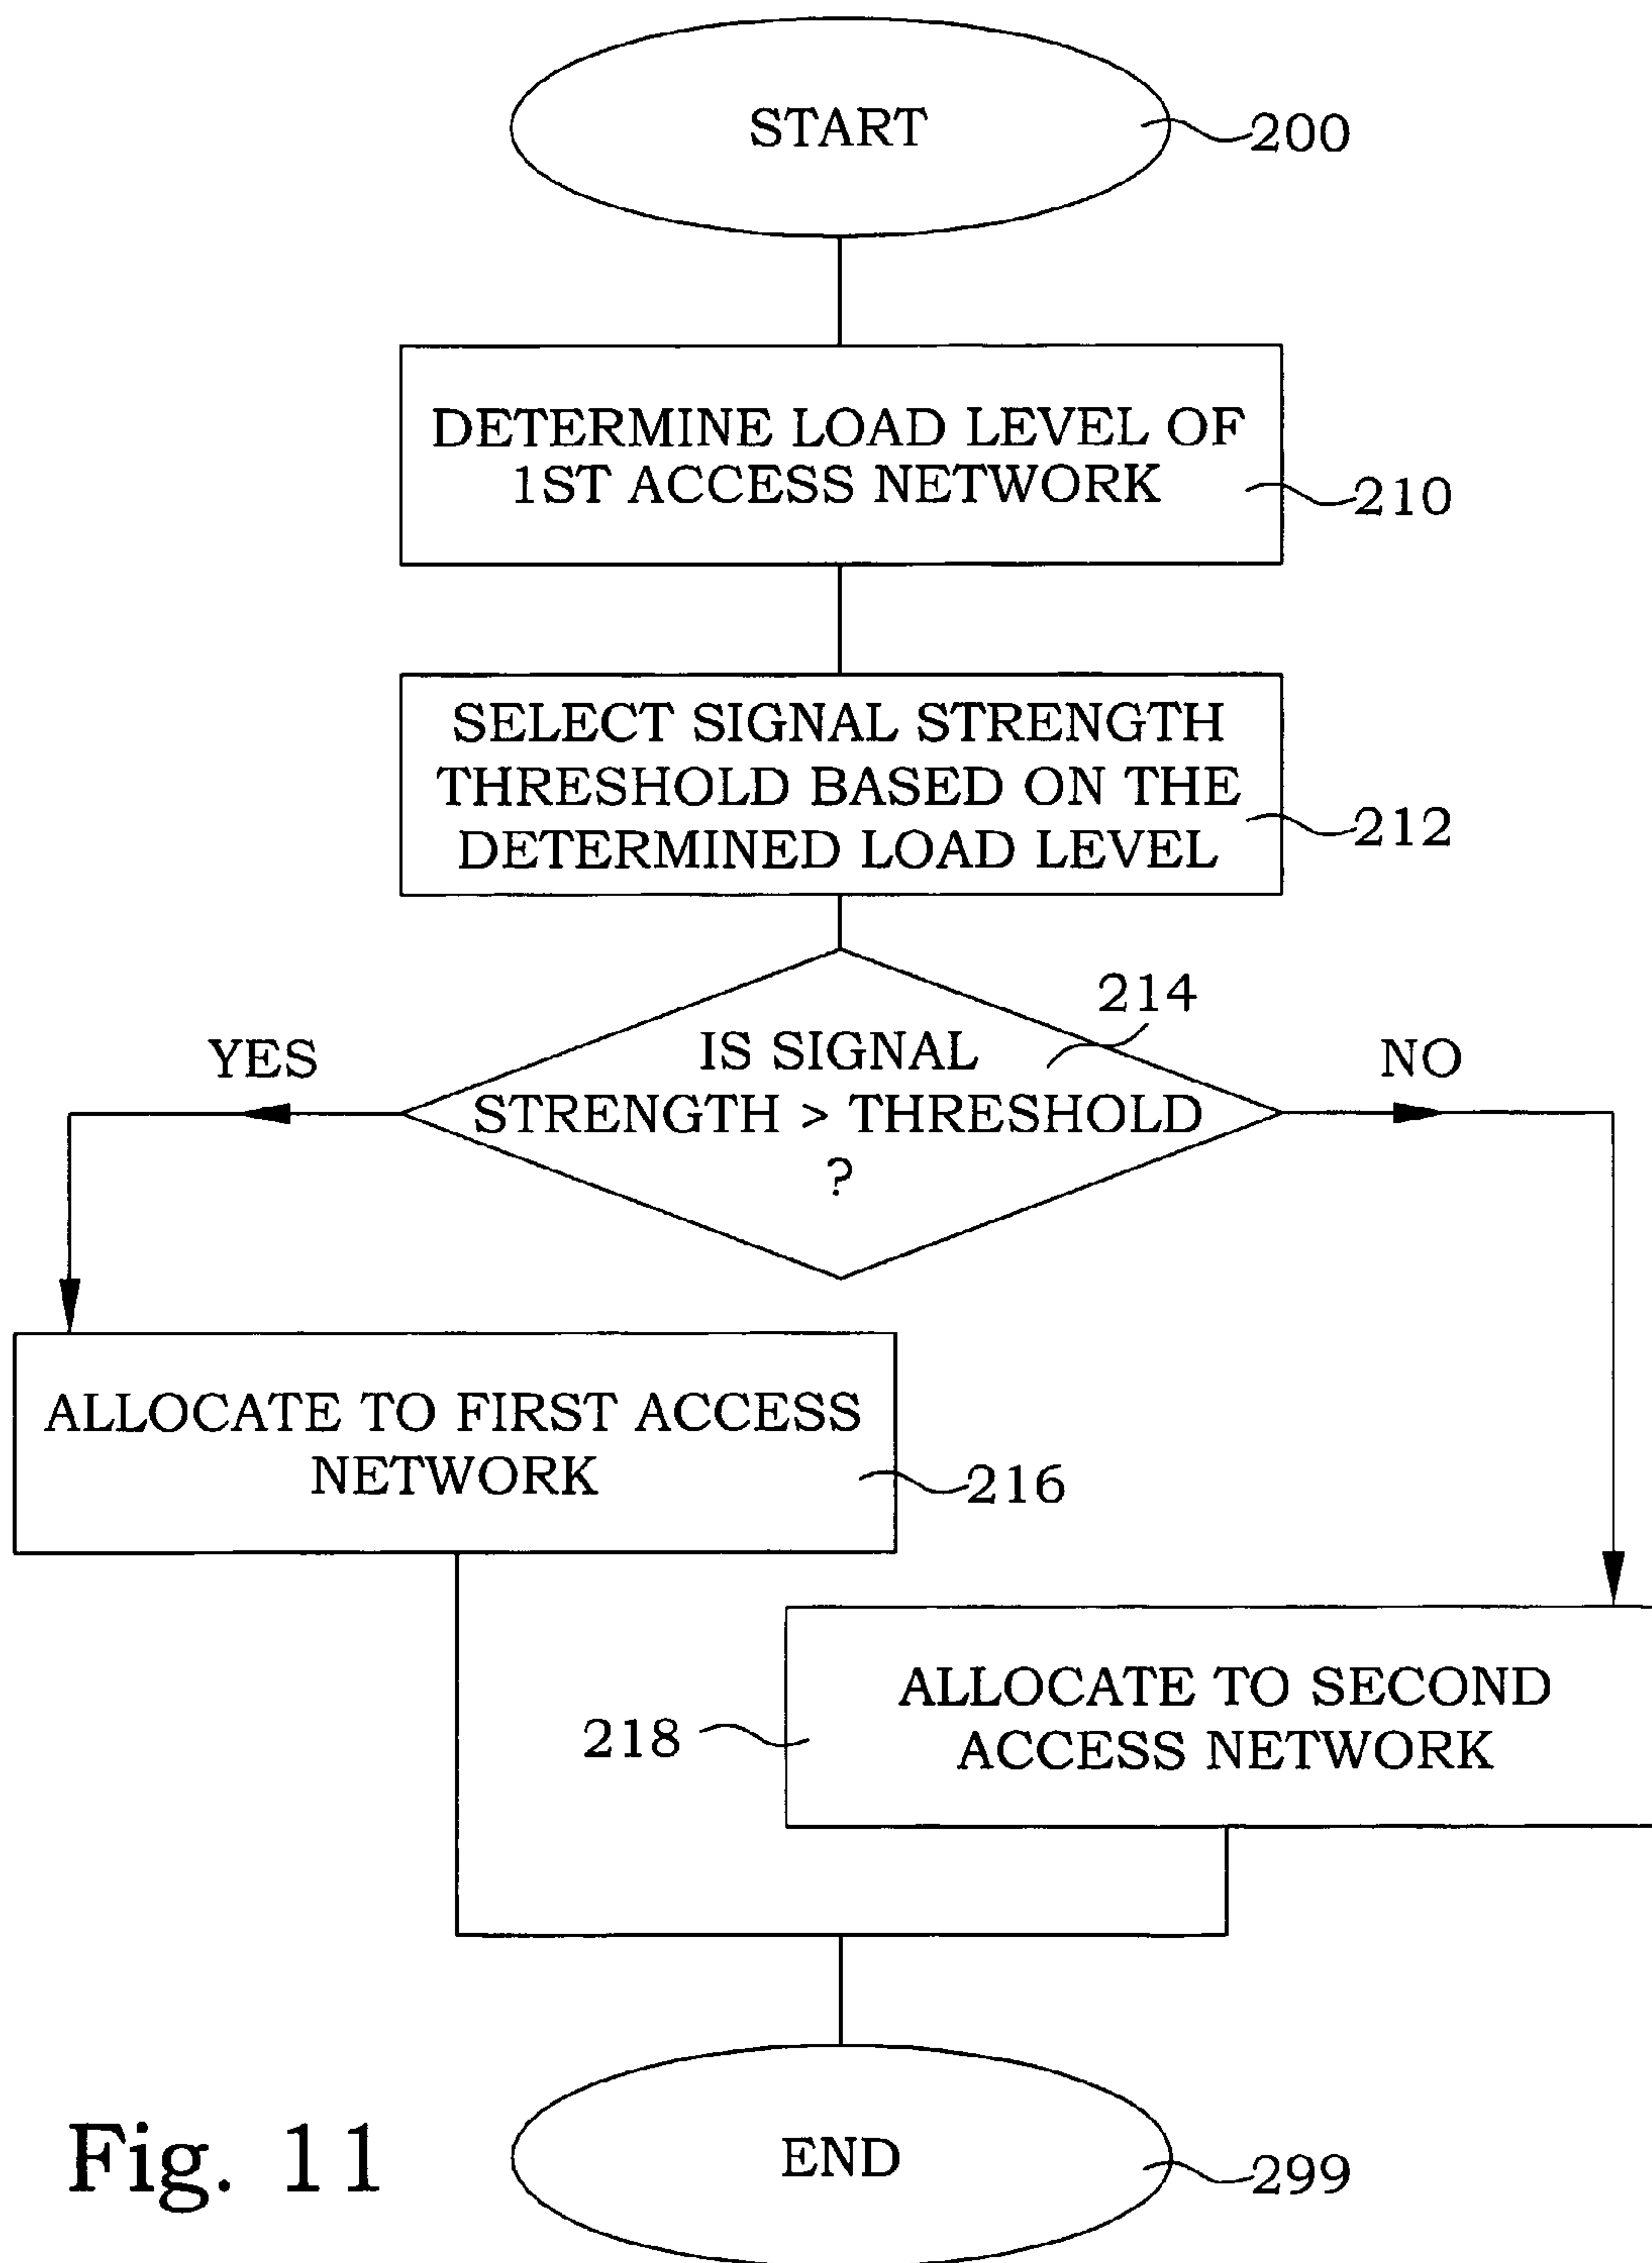 START
200
DETERMINE LOAD LEVEL OF
1ST ACCESS NETWORK
210
SELECT SIGNAL STRENGTH
THRESHOLD BASED ON THE
DETERMINED LOAD LEVEL
212
214
YES
IS SIGNAL
NO
STRENGTH > THRESHOLD
?
ALLOCATE TO FIRST ACCESS
NETWORK
216
ALLOCATE TO SECOND
ACCESS NETWORK
218
END
299
Fig. 11